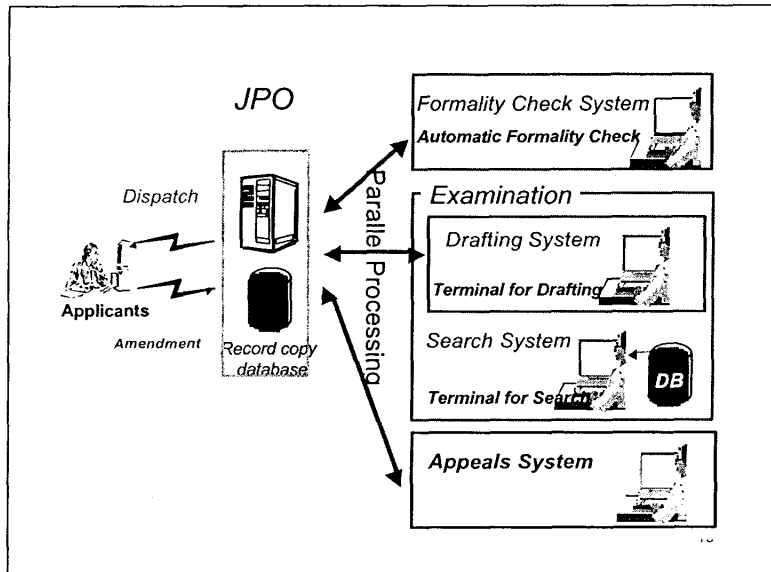 JPO
Dispatch
Applicants
Amendment
Record copy
database
Paralle Processing
Formality Check System
Automatic Formality Check
Examination
Drafting System
Terminal for Drafting
Search System
Terminal for Search
DB
Appeals System